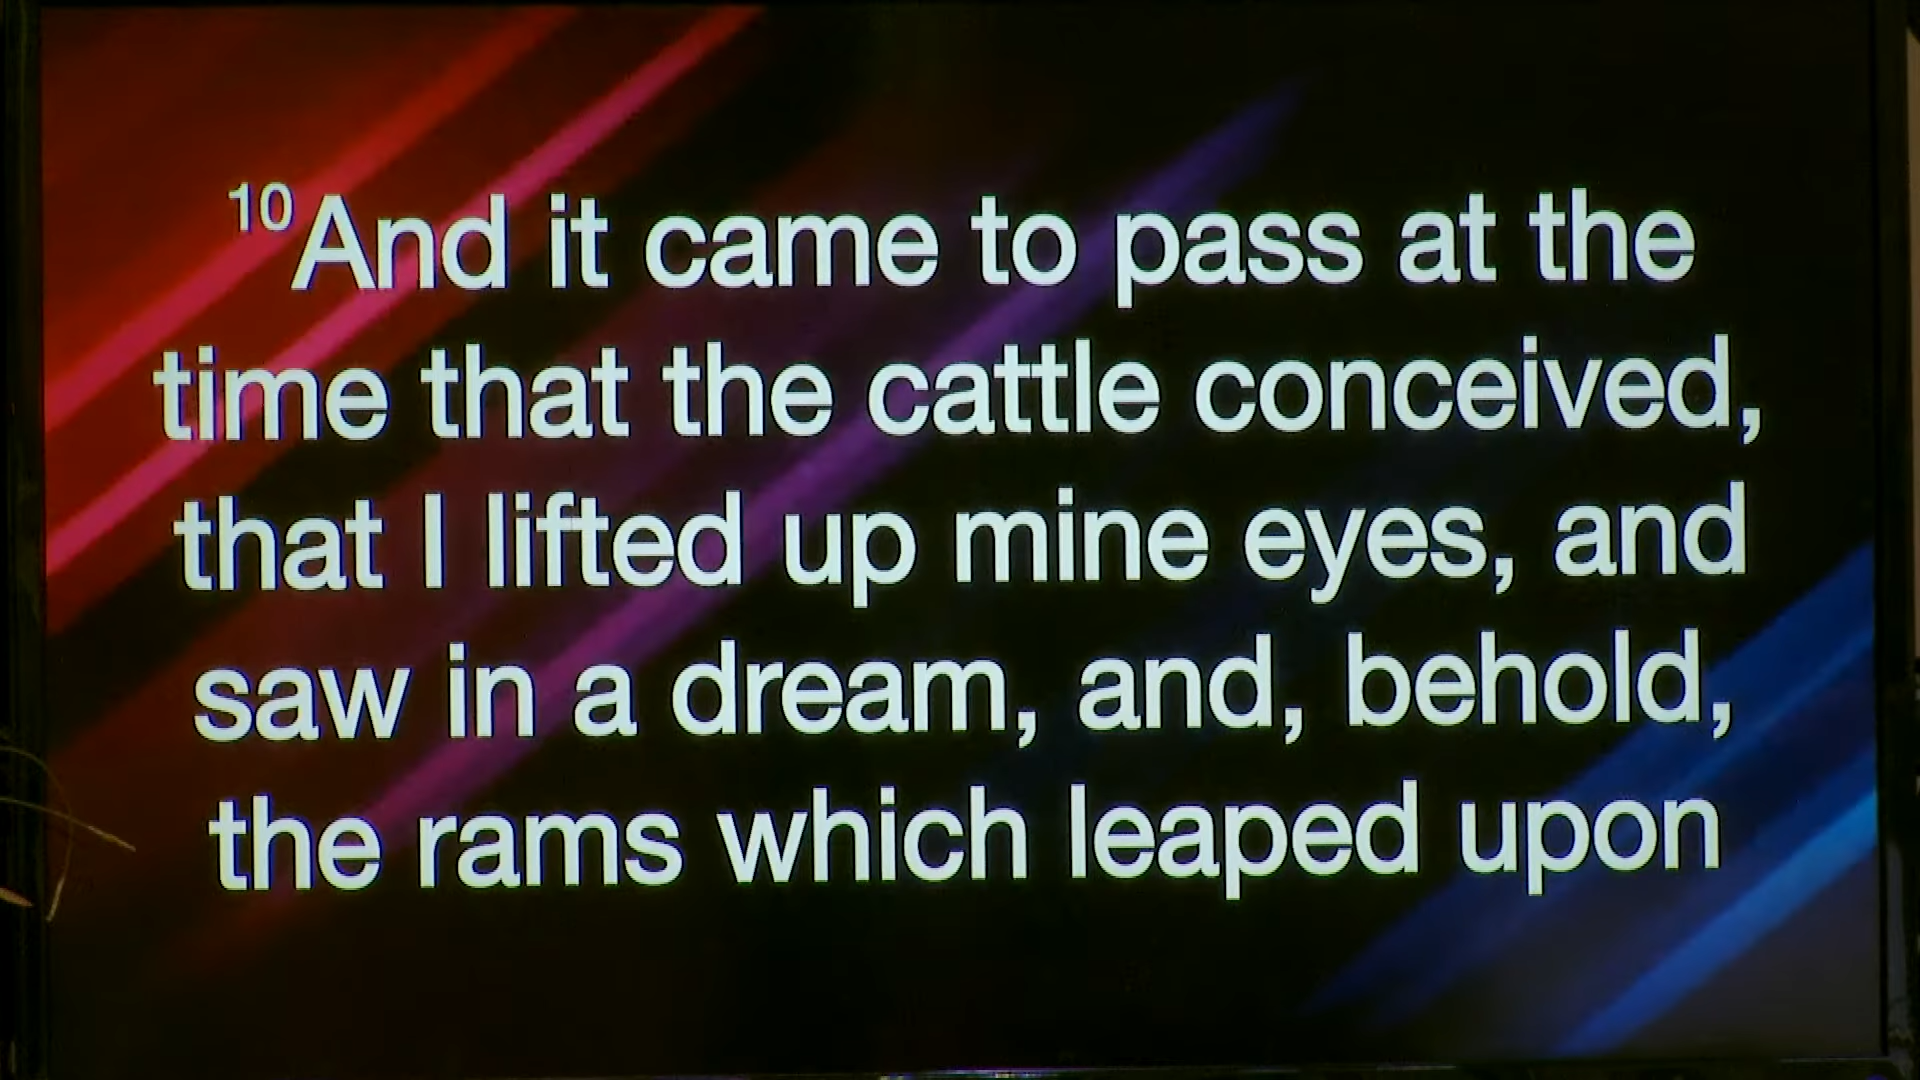 10And it came to pass at the
time that the cattle conceived,
that I lifted up mine eyes, and
saw in a dream, and, behold,
the rams which leaped upon